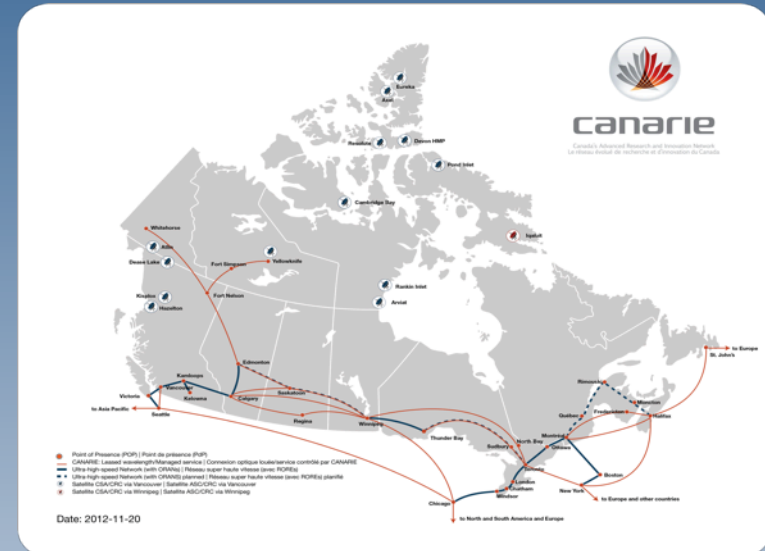 canarie
Canada's Advanced Research and Innovation Network
Le réseau évolué de recherche et d'innovation du Canada
Eureka
Alert
Resolute
Devon HMP
Pond Inlet
Cambridge Bay
Iqaluit
Whitehorse
Atlin
Dease Lake
Fort Simpson
Yellowknife
Rankin Inlet
Kispiox
Fort Nelson
Hazelton
Arviat
to Europe
St. John's
Edmonton
Rimouski
Kamloops
Vancouver
Saskatoon
Moncton
Victoria
Kelowna
Calgary
Québec
Fredericton
Halifax
to Asia Pacific
Seattle
Regina
Winnipeg
Thunder Bay
Montréal
Sudbury
North Bay
Ottawa
Toronto
London
Chatham
Windsor
Boston
New York
Chicago
to Europe and other countries
to North and South America and Europe
Point of Presence (POP) | Point de présence (PdP)
CANARIE: Leased wavelength/Managed service | Connexion optique louée/service contrôlé par CANARIE
Ultra-high-speed Network (with ORANs) | Réseau super haute vitesse (avec RORÉs)
Ultra-high-speed Network (with ORANS) planned | Réseau super haute vitesse (avec RORÉs) planifié
Satellite CSA/CRC via Vancouver | Satellite ASC/CRC via Vancouver
Satellite CSA/CRC via Winnipeg | Satellite ASC/CRC via Winnipeg
Date: 2012-11-20